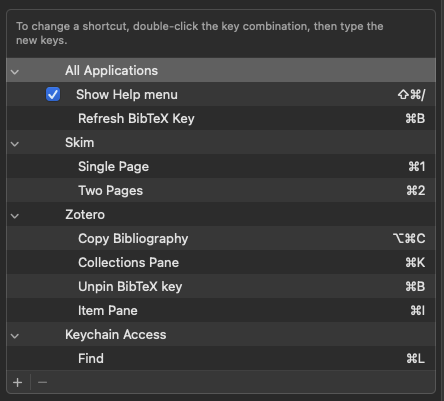 To change a shortcut, double-click the key combination, then type the
new keys.
All Applications
Show Help menu ⇧⌘/
Refresh BibTeX Key ⌘B
Skim
Single Page ⌘1
Two Pages ⌘2
Zotero
Copy Bibliography ⌥⌘C
Collections Pane ⌘K
Unpin BibTeX key ⌘B
Item Pane ⌘I
Keychain Access
Find ⌘L
+ −